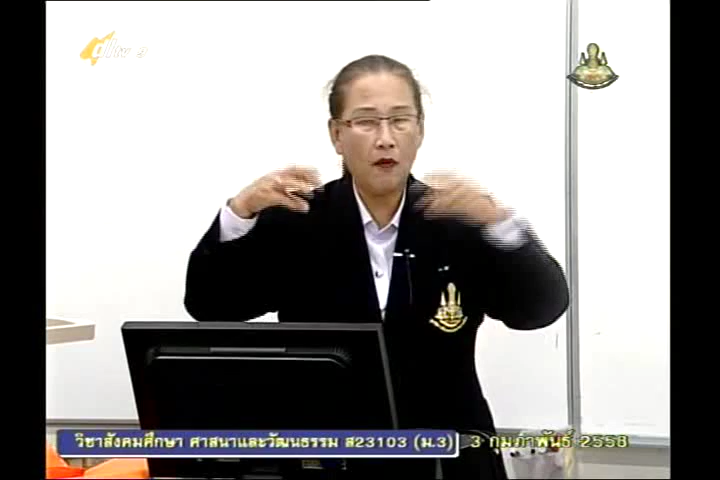 วิชาสังคมศึกษา ศาสนาและวัฒนธรรม ส23103 (ม.3) 3 กุมภาพันธ์ 2558